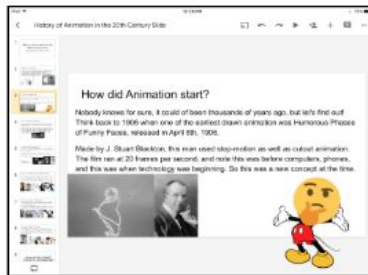 History of Animation in the 20th Century Slide
How did Animation start?
Nobody knows for sure, it could of been thousands of years ago, but let's find out!
Think back to 1906 when one of the earliest drawn animation was Humorous Phases
of Funny Faces, released in April 6th, 1906.
Made by J. Stuart Blackton, this man used stop-motion as well as cutout animation.
The film ran at 20 frames per second, and note this was before computers, phones,
and this was when technology was beginning. So this was a new concept at the time.